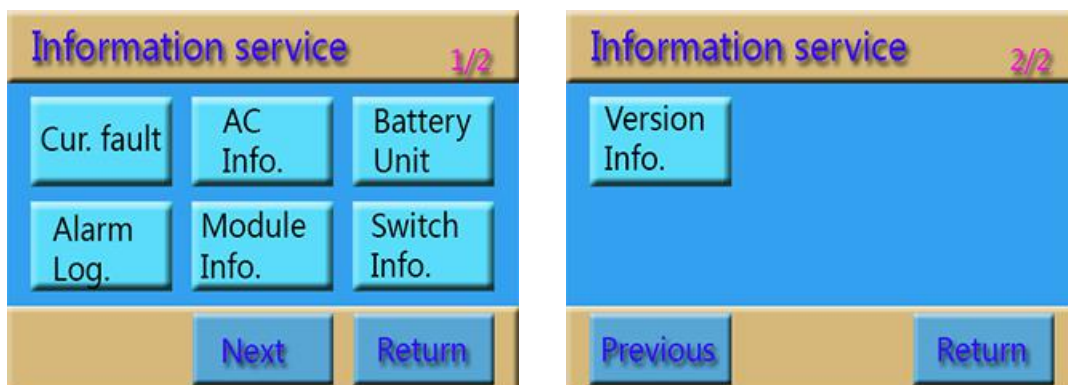 Information service 1/2
Cur. fault
AC
Info.
Battery
Unit
Alarm
Log.
Module
Info.
Switch
Info.
Next
Return
Information service 2/2
Version
Info.
Previous
Return